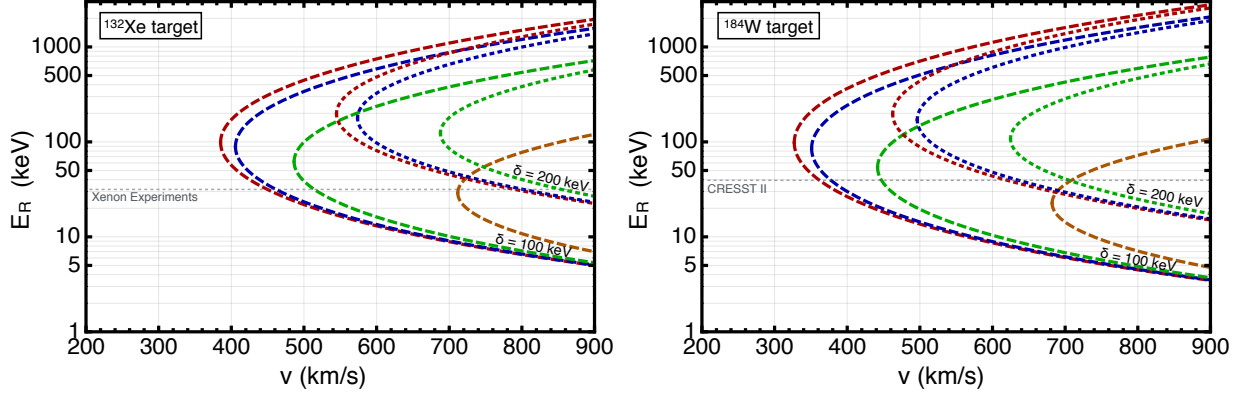 ¹³²Xe target
1000
500
100
50
10
5
1
E_R (keV)
δ = 200 keV
Xenon Experiments
δ = 100 keV
200 300 400 500 600 700 800 900
v (km/s)
¹⁸⁴W target
1000
500
100
50
10
5
1
E_R (keV)
CRESST II
δ = 200 keV
δ = 100 keV
200 300 400 500 600 700 800 900
v (km/s)